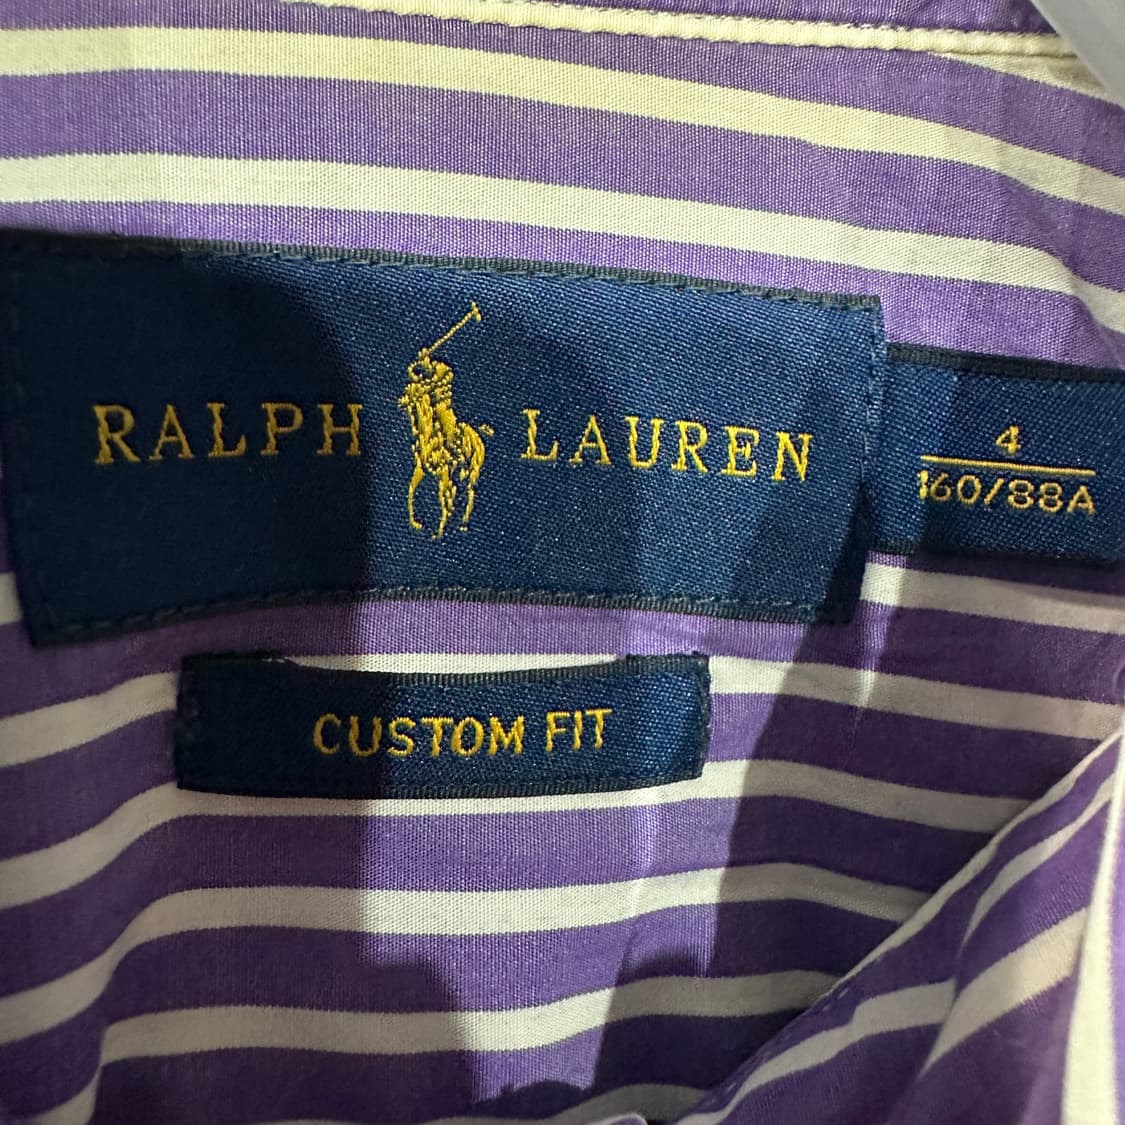 RALPH LAUREN
4
160/88A
CUSTOM FIT